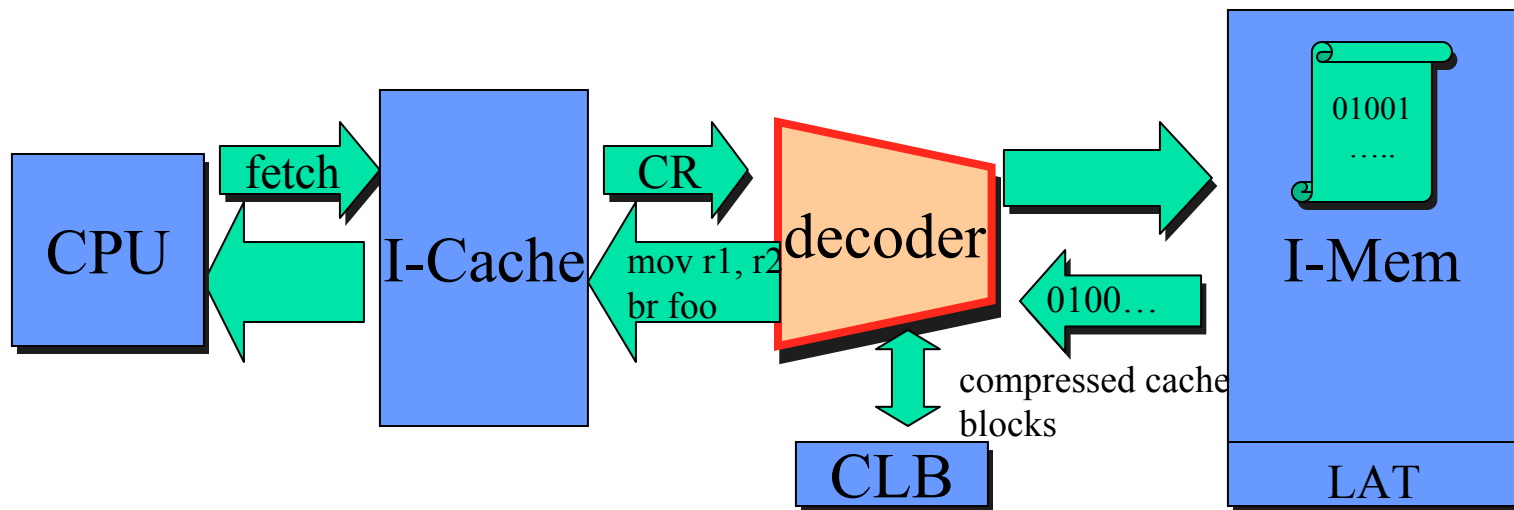 CPU
fetch
I-Cache
CR
mov r1, r2
br foo
decoder
CLB
0100…
compressed cache
blocks
01001
…..
I-Mem
LAT